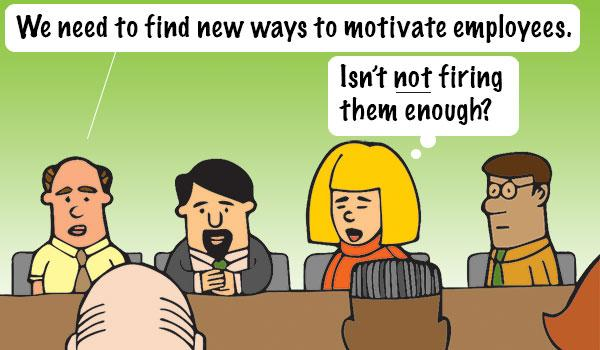 We need to find new ways to motivate employees.
Isn't not firing
them enough?